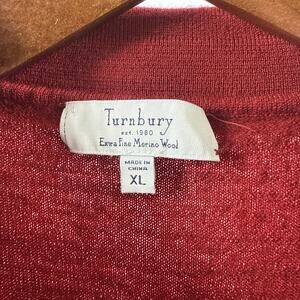 Turnbury
est. 1980
Extra Fine Merino Wool
MADE IN
CHINA
XL